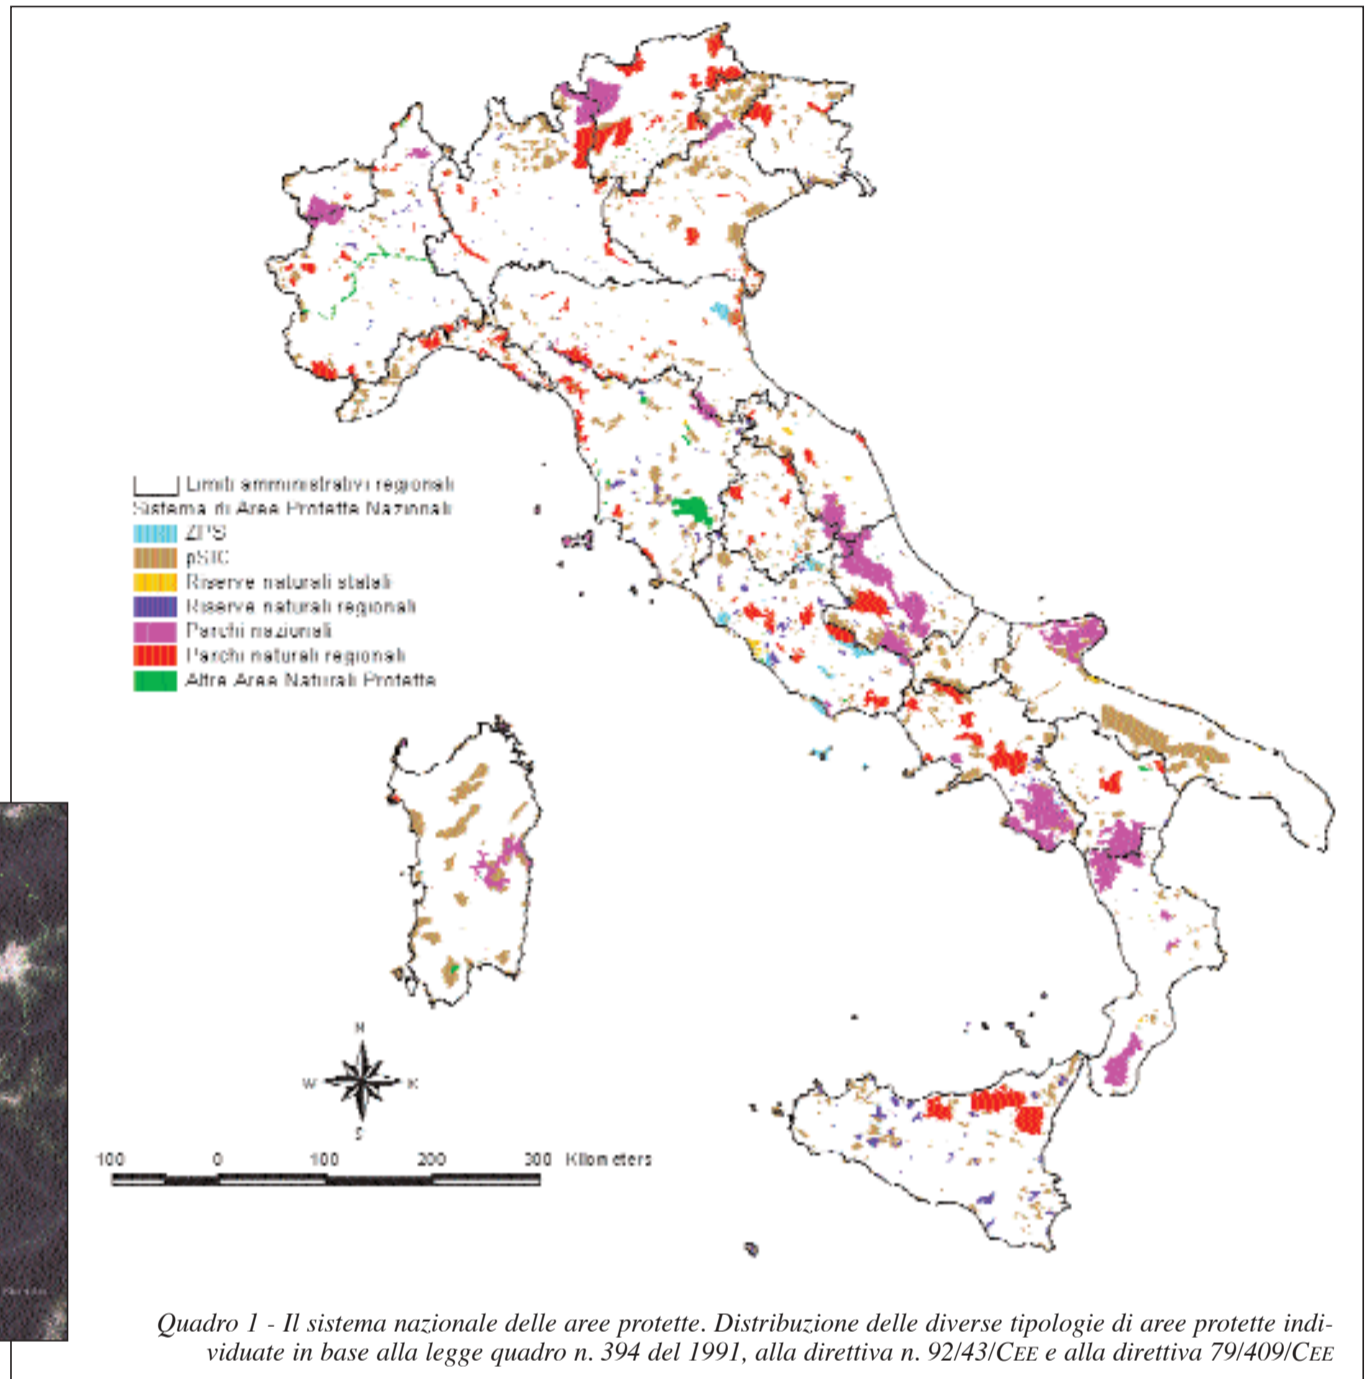 Limiti amministrativi regionali
Sistema di Aree Protette Nazionali
ZPS
pSIC
Riserve naturali statali
Riserve naturali regionali
Parchi nazionali
Parchi naturali regionali
Altre Aree Naturali Protette
N
W E
S
100 0 100 200 300 Kilometers
Quadro 1 - Il sistema nazionale delle aree protette. Distribuzione delle diverse tipologie di aree protette indi-
viduate in base alla legge quadro n. 394 del 1991, alla direttiva n. 92/43/CEE e alla direttiva 79/409/CEE